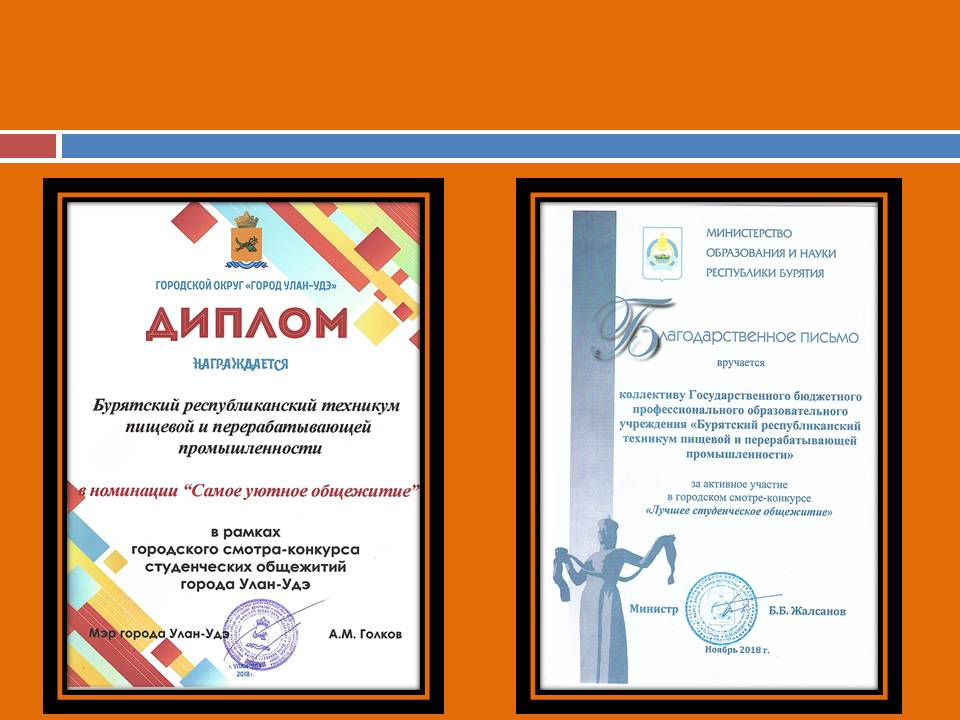 ГОРОДСКОЙ ОКРУГ «ГОРОД УЛАН-УДЭ»
ДИПЛОМ
НАГРАЖДАЕТСЯ
Бурятский республиканский техникум
пищевой и перерабатывающей
промышленности
в номинации “Самое уютное общежитие”
в рамках
городского смотра-конкурса
студенческих общежитий
города Улан-Удэ
Мэр города Улан-Удэ А.М. Голков
2018 г.
МИНИСТЕРСТВО
ОБРАЗОВАНИЯ И НАУКИ
РЕСПУБЛИКИ БУРЯТИЯ
Благодарственное письмо
вручается
коллективу Государственного бюджетного
профессионального образовательного
учреждения «Бурятский республиканский
техникум пищевой и перерабатывающей
промышленности»
за активное участие
в городском смотре-конкурсе
«Лучшее студенческое общежитие»
Министр Б.Б. Жалсанов
Ноябрь 2018 г.